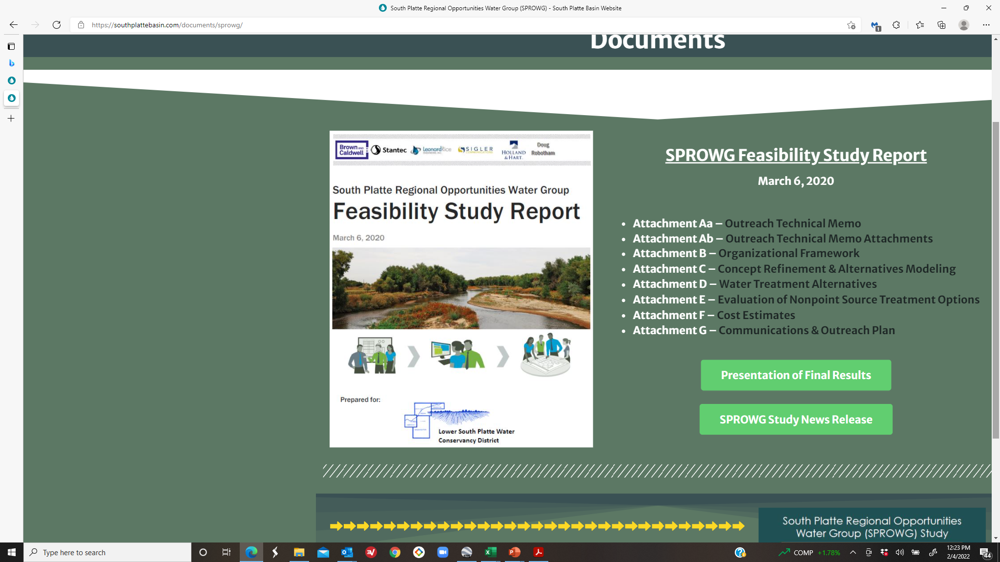 South Platte Regional Opportunities Water Group (SPROWG) - South Platte Basin Website
https://southplattebasin.com/documents/sprowg/
1
Documents
Brown AND Caldwell
Stantec
LeonardRice
SIGLER
COMMUNICATIONS
HOLLAND
& HART
Doug
Robotham
South Platte Regional Opportunities Water Group
Feasibility Study Report
March 6, 2020
Prepared for:
Lower South Platte Water
Conservancy District
SPROWG Feasibility Study Report
March 6, 2020
• Attachment Aa – Outreach Technical Memo
• Attachment Ab – Outreach Technical Memo Attachments
• Attachment B – Organizational Framework
• Attachment C – Concept Refinement & Alternatives Modeling
• Attachment D – Water Treatment Alternatives
• Attachment E – Evaluation of Nonpoint Source Treatment Options
• Attachment F – Cost Estimates
• Attachment G – Communications & Outreach Plan
Presentation of Final Results
SPROWG Study News Release
South Platte Regional Opportunities
Water Group (SPROWG) Study
Type here to search
COMP +1.78%
12:23 PM
2/4/2022
44